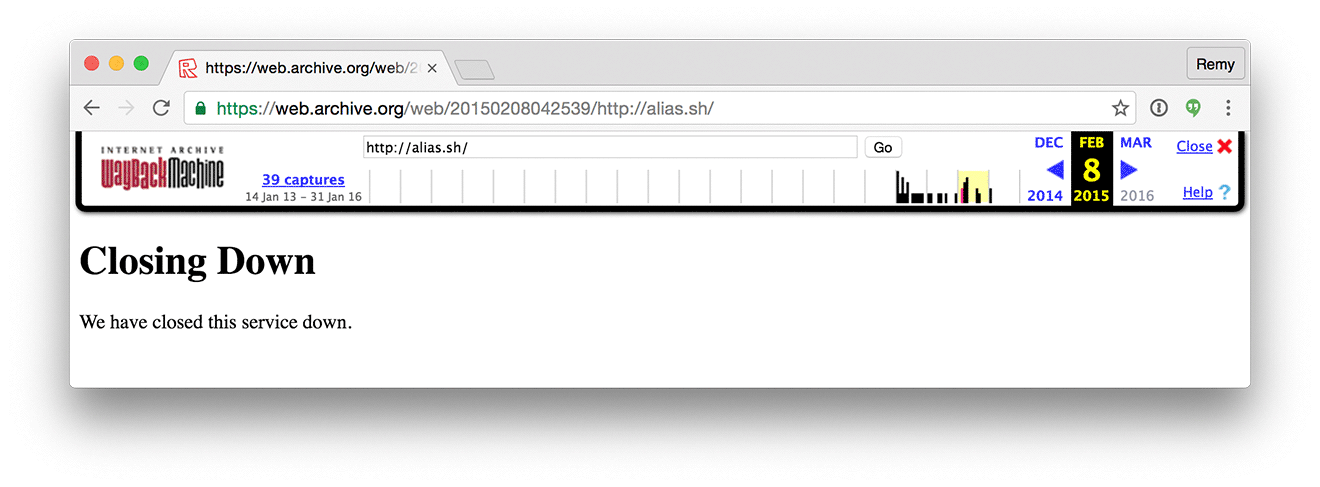 https://web.archive.org/web/2
Remy
https://web.archive.org/web/20150208042539/http://alias.sh/
INTERNET ARCHIVE
WayBackMachine
http://alias.sh/
Go
39 captures
14 Jan 13 – 31 Jan 16
DEC FEB MAR
8
2014 2015 2016
Close
Help ?
Closing Down
We have closed this service down.